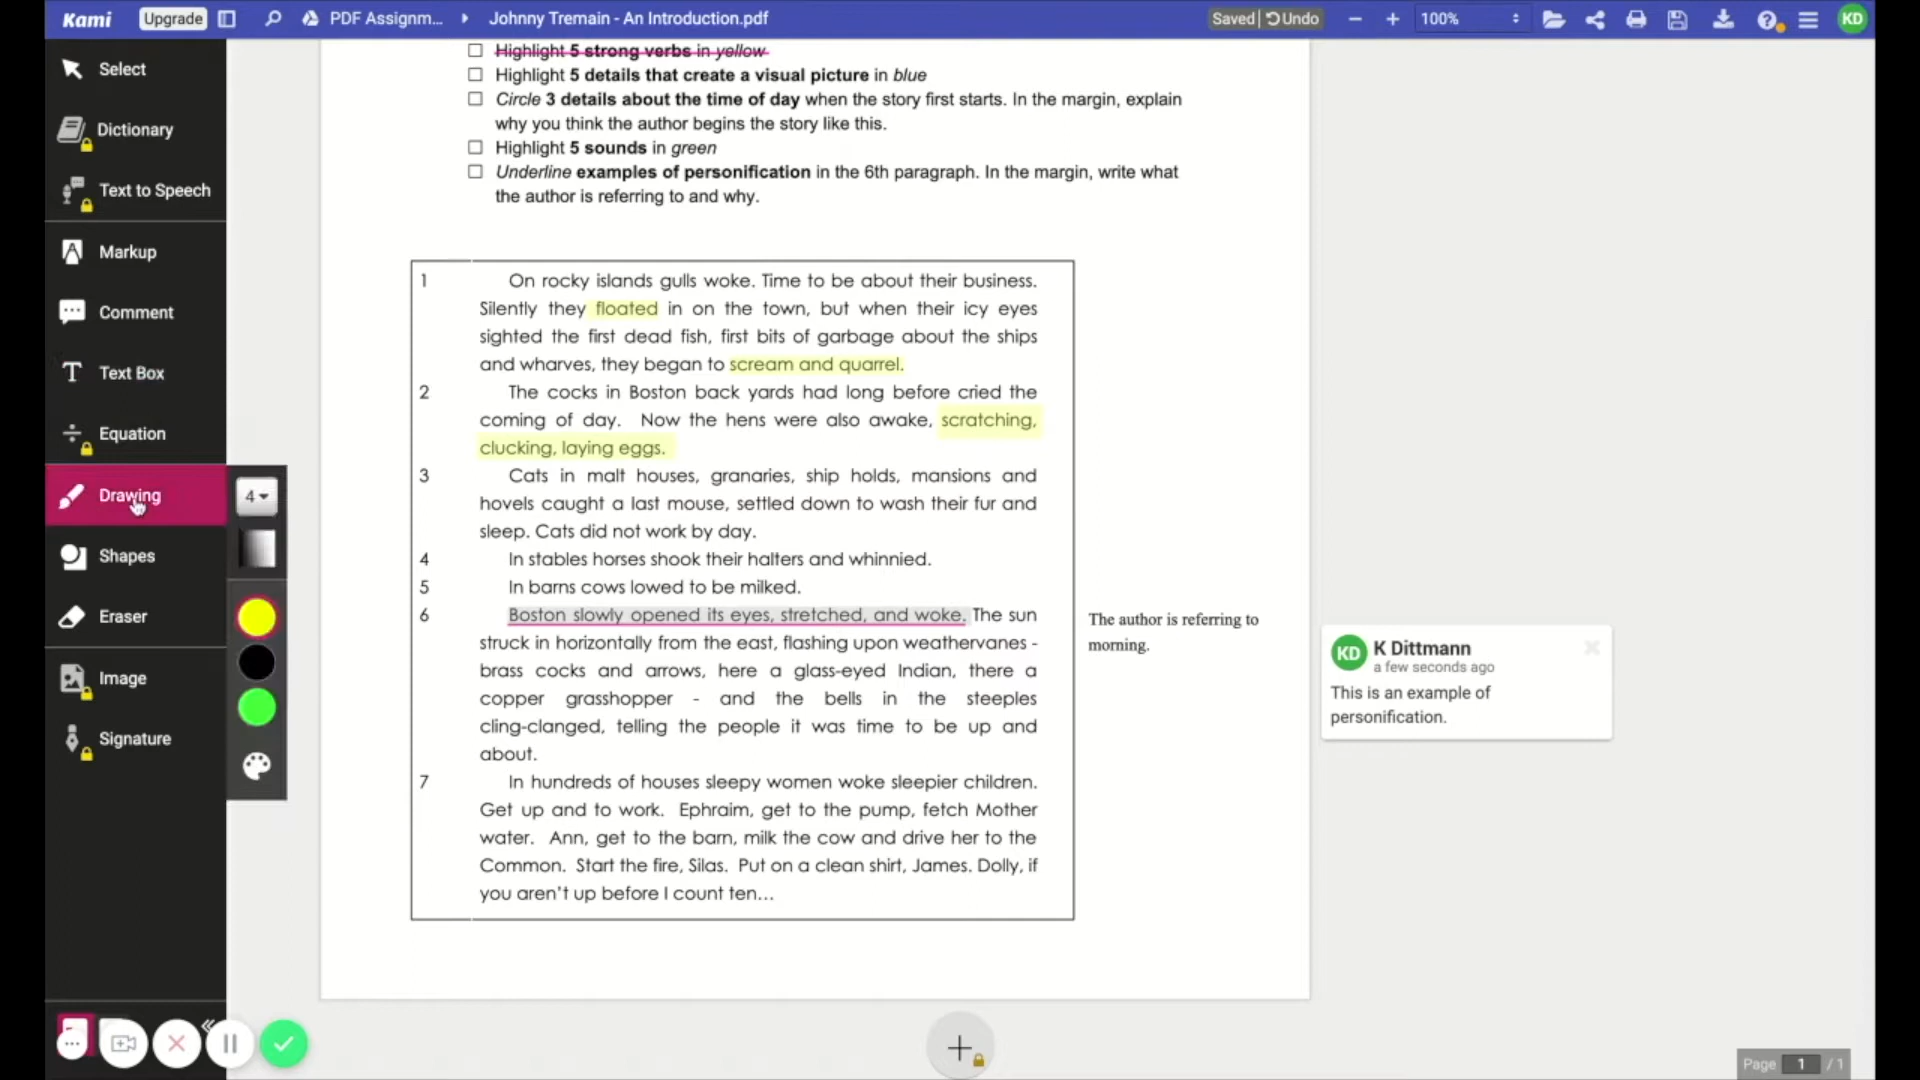 Kami Upgrade PDF Assignm... Johnny Tremain - An Introduction.pdf Saved | Undo 100% KD
Select
Dictionary
Text to Speech
Markup
Comment
Text Box
Equation
Drawing
Shapes
Eraser
Image
Signature
4
Highlight 5 strong verbs in yellow
Highlight 5 details that create a visual picture in blue
Circle 3 details about the time of day when the story first starts. In the margin, explain
why you think the author begins the story like this.
Highlight 5 sounds in green
Underline examples of personification in the 6th paragraph. In the margin, write what
the author is referring to and why.
1 On rocky islands gulls woke. Time to be about their business.
Silently they floated in on the town, but when their icy eyes
sighted the first dead fish, first bits of garbage about the ships
and wharves, they began to scream and quarrel.
2 The cocks in Boston back yards had long before cried the
coming of day. Now the hens were also awake, scratching,
clucking, laying eggs.
3 Cats in malt houses, granaries, ship holds, mansions and
hovels caught a last mouse, settled down to wash their fur and
sleep. Cats did not work by day.
4 In stables horses shook their halters and whinnied.
5 In barns cows lowed to be milked.
6 Boston slowly opened its eyes, stretched, and woke. The sun
struck in horizontally from the east, flashing upon weathervanes -
brass cocks and arrows, here a glass-eyed Indian, there a
copper grasshopper - and the bells in the steeples
cling-clanged, telling the people it was time to be up and
about.
7 In hundreds of houses sleepy women woke sleepier children.
Get up and to work. Ephraim, get to the pump, fetch Mother
water. Ann, get to the barn, milk the cow and drive her to the
Common. Start the fire, Silas. Put on a clean shirt, James. Dolly, if
you aren't up before I count ten...
The author is referring to
morning.
KD K Dittmann
a few seconds ago
This is an example of
personification.
Page 1 / 1